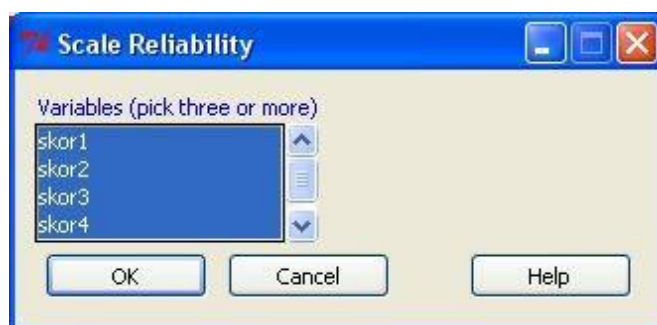 Scale Reliability
Variables (pick three or more)
skor1
skor2
skor3
skor4
OK Cancel Help